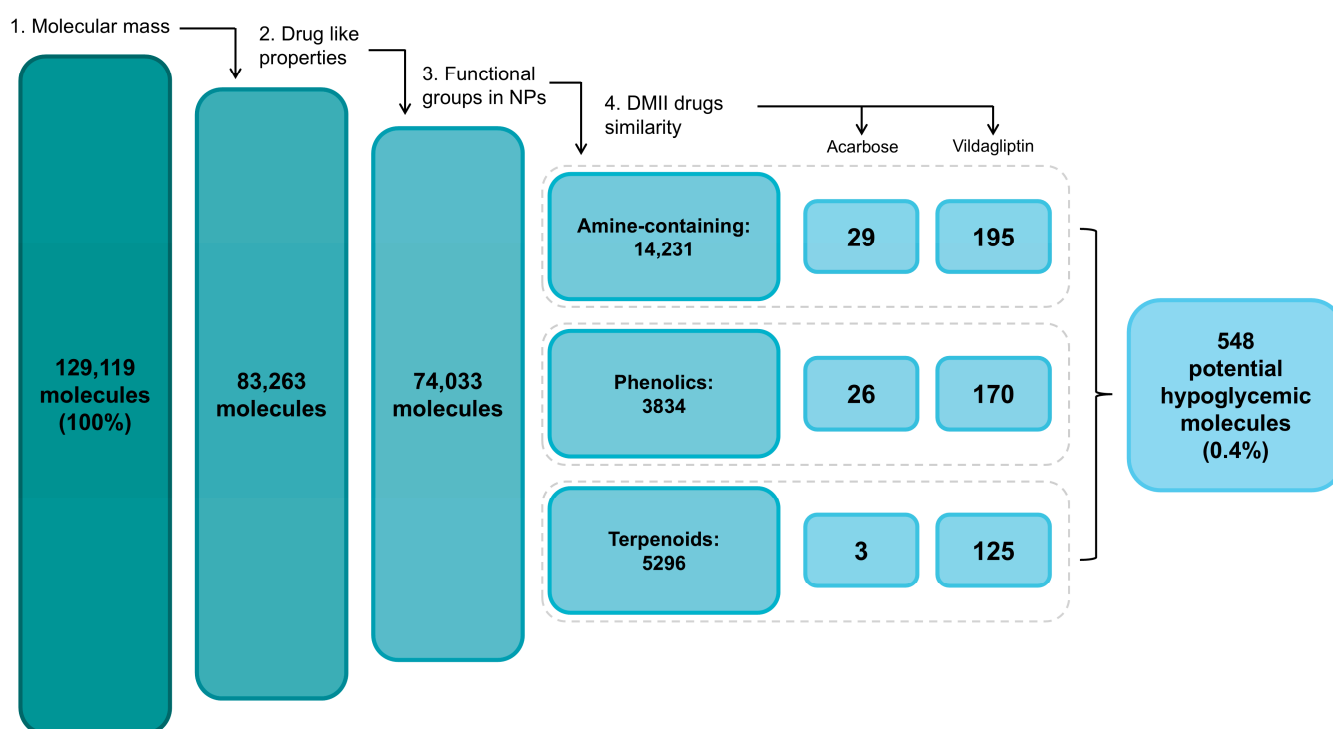 1. Molecular mass
2. Drug like
properties
3. Functional
groups in NPs
4. DMII drugs
similarity
Acarbose
Vildagliptin
129,119
molecules
(100%)
83,263
molecules
74,033
molecules
Amine-containing:
14,231
29
195
Phenolics:
3834
26
170
Terpenoids:
5296
3
125
548
potential
hypoglycemic
molecules
(0.4%)